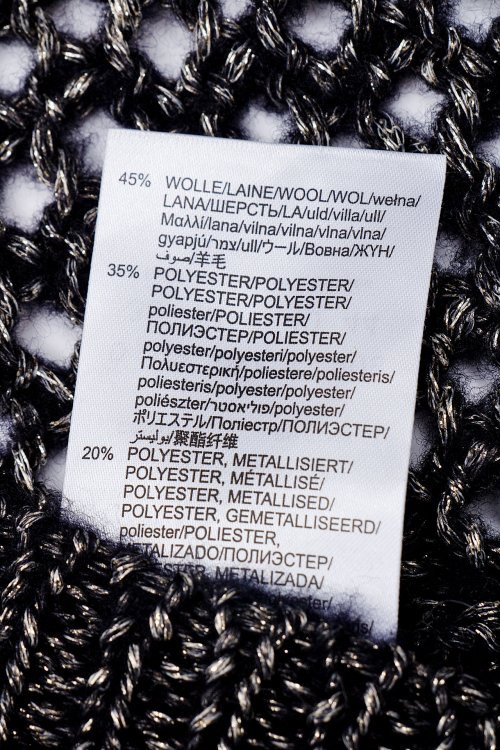 45% WOLLE/LAINE/WOOL/WOL/wełna/
LANA/ШЕРСТЬ/LA/uld/villa/ull/
Μαλλί/lana/vilna/vilna/vlna/vlna/
gyapjú/צמר/ull/ウール/Вовна/ЖҮН/
صوف/羊毛
35% POLYESTER/POLYESTER/
POLYESTER/POLYESTER/
poliester/POLIESTER/
ПОЛИЭСТЕР/POLIESTER/
polyester/polyesteri/polyester/
Πολυεστερική/poliestere/poliesteris/
poliesteris/polyester/polyester/
poliészter/פוליאסטר/polyester/
ポリエステル/Поліестр/ПОЛИЭСТЕР/
بوليستر/聚酯纤维
20% POLYESTER, METALLISIERT/
POLYESTER, MÉTALLISÉ/
POLYESTER, METALLISED/
POLYESTER, GEMETALLISEERD/
poliester/POLIESTER,
METALIZADO/ПОЛИЭСТЕР/
METALIZADA/